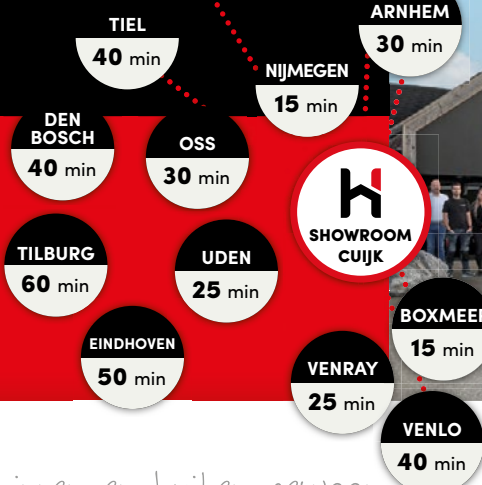 TIEL
40 min
ARNHEM
30 min
NIJMEGEN
15 min
DEN
BOSCH
40 min
OSS
30 min
SHOWROOM
CUIJK
TILBURG
60 min
UDEN
25 min
BOXMEE
15 min
EINDHOVEN
50 min
VENRAY
25 min
VENLO
40 min